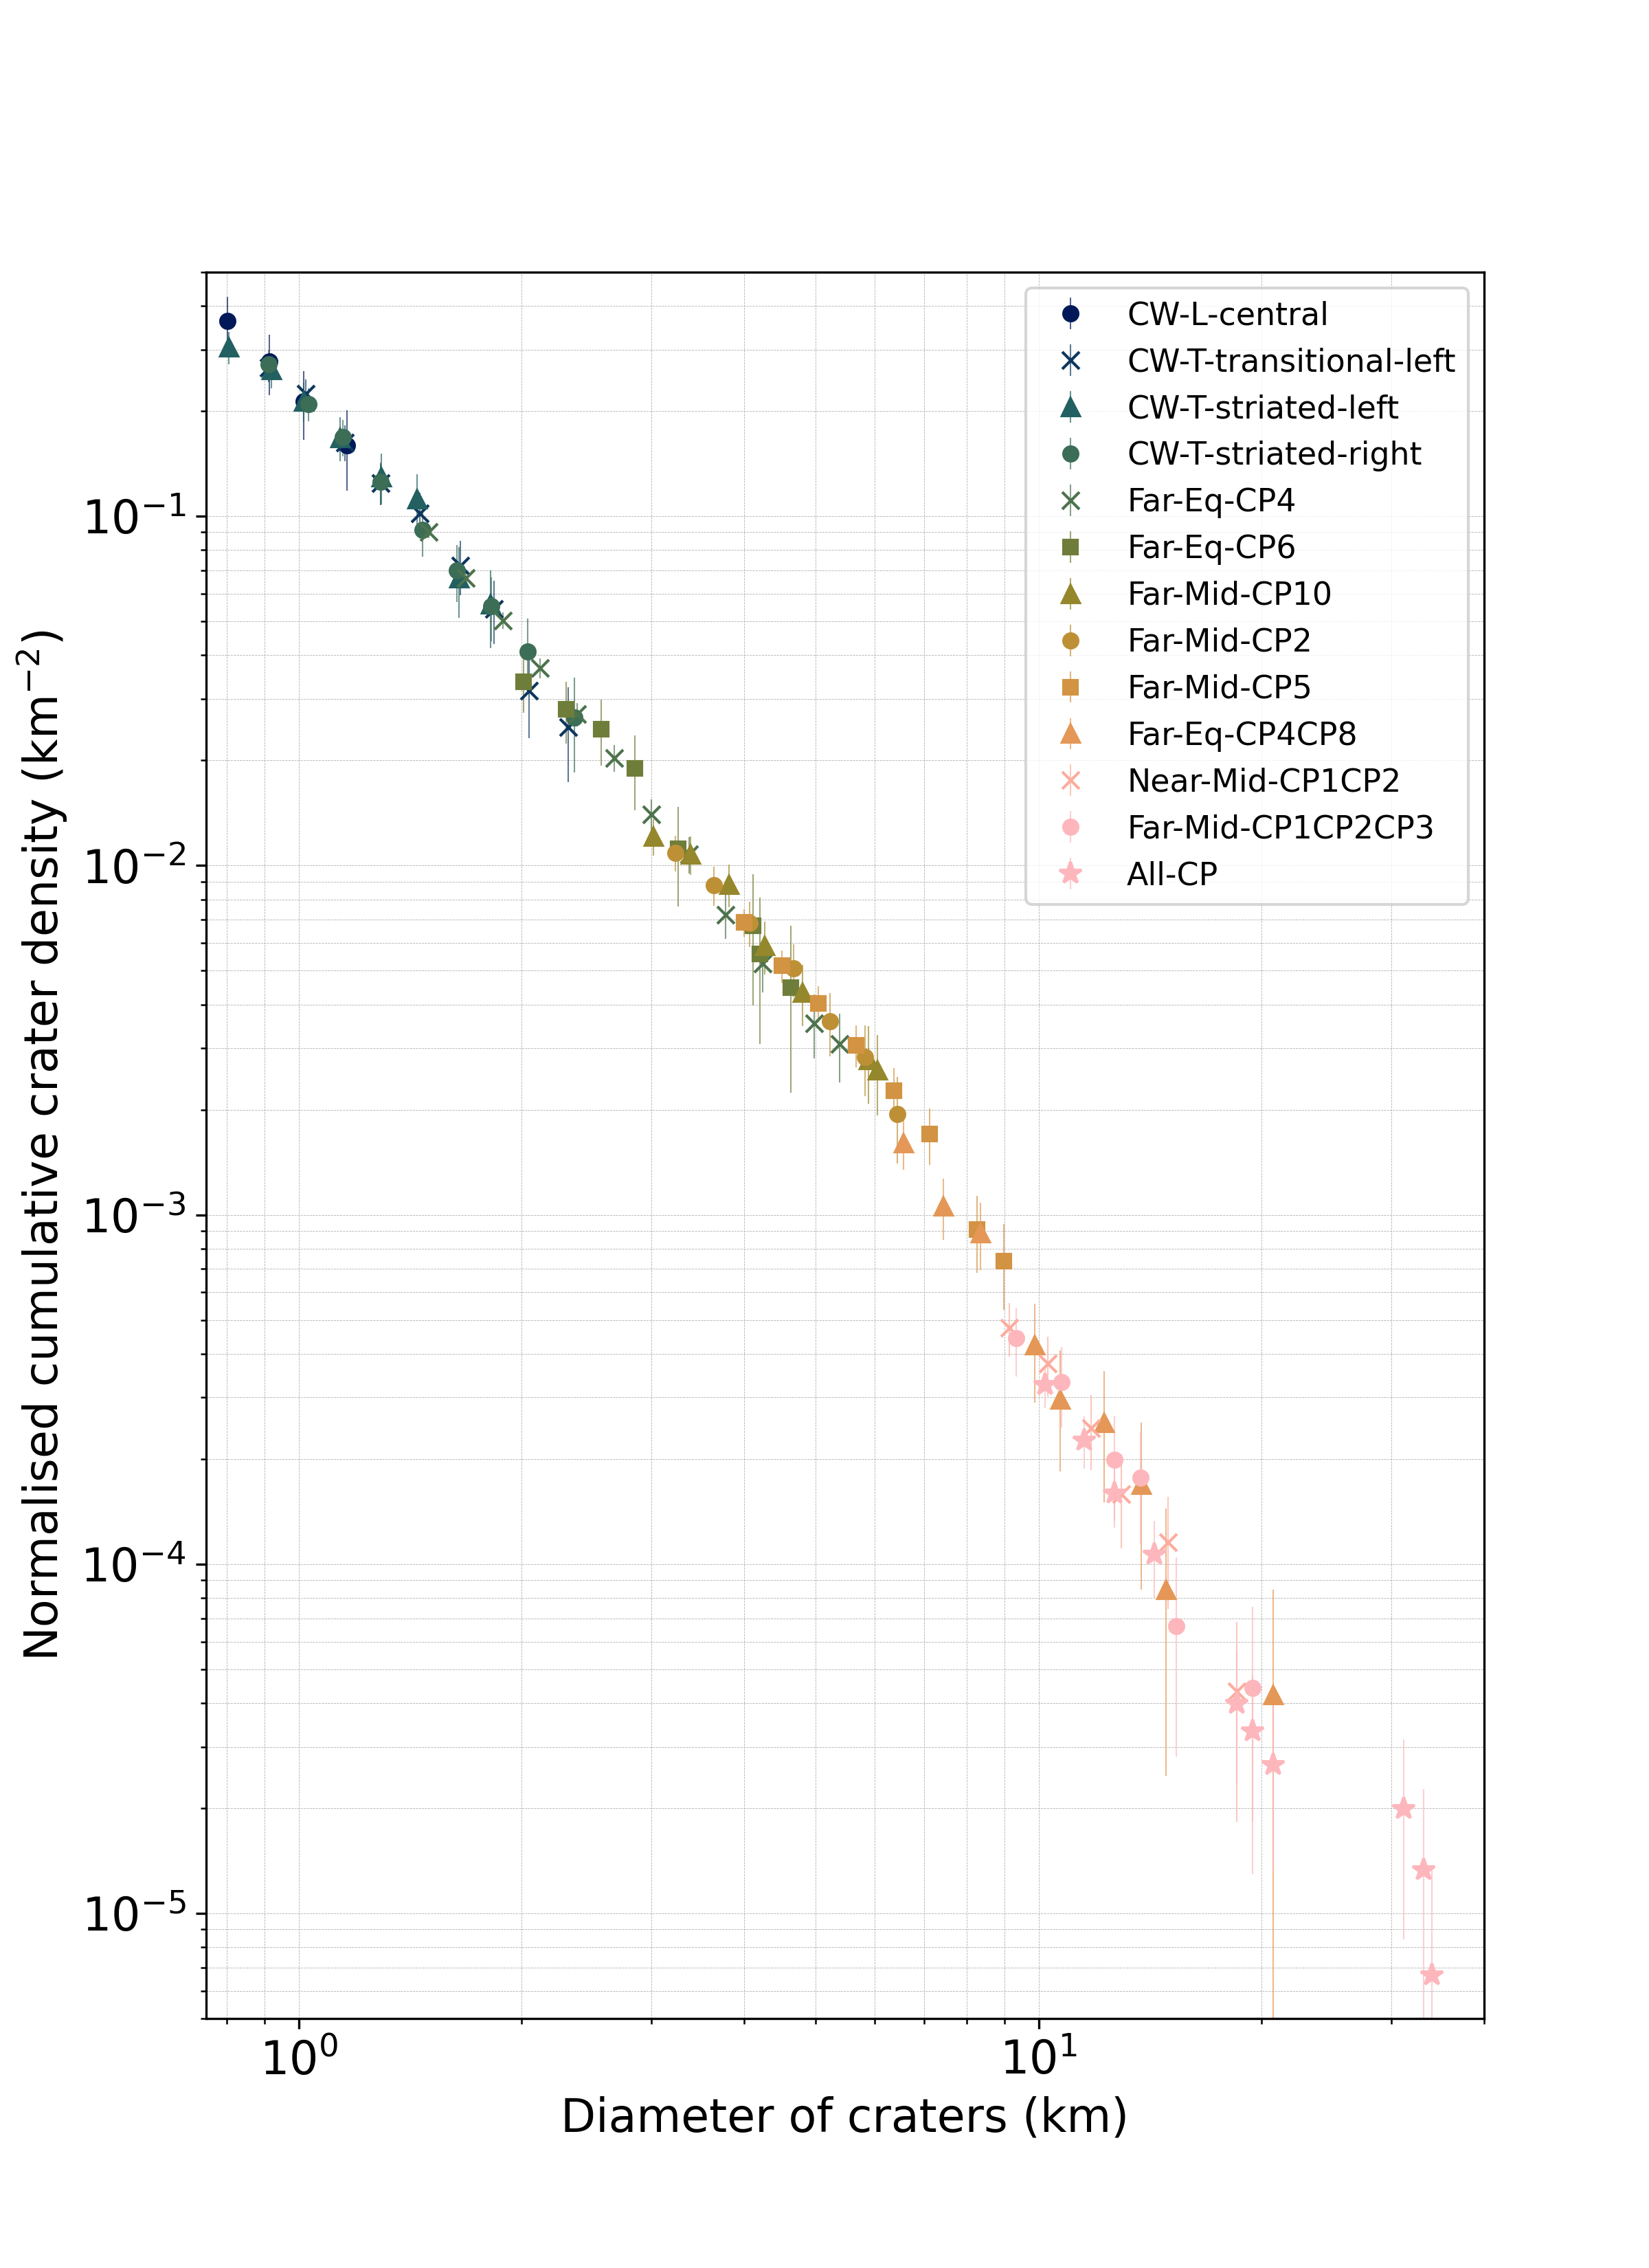 CW-L-central
CW-T-transitional-left
CW-T-striated-left
CW-T-striated-right
Far-Eq-CP4
Far-Eq-CP6
Far-Mid-CP10
Far-Mid-CP2
Far-Mid-CP5
Far-Eq-CP4CP8
Near-Mid-CP1CP2
Far-Mid-CP1CP2CP3
All-CP
Normalised cumulative crater density (km⁻²)
10⁻¹
10⁻²
10⁻³
10⁻⁴
10⁻⁵
10⁰
10¹
Diameter of craters (km)